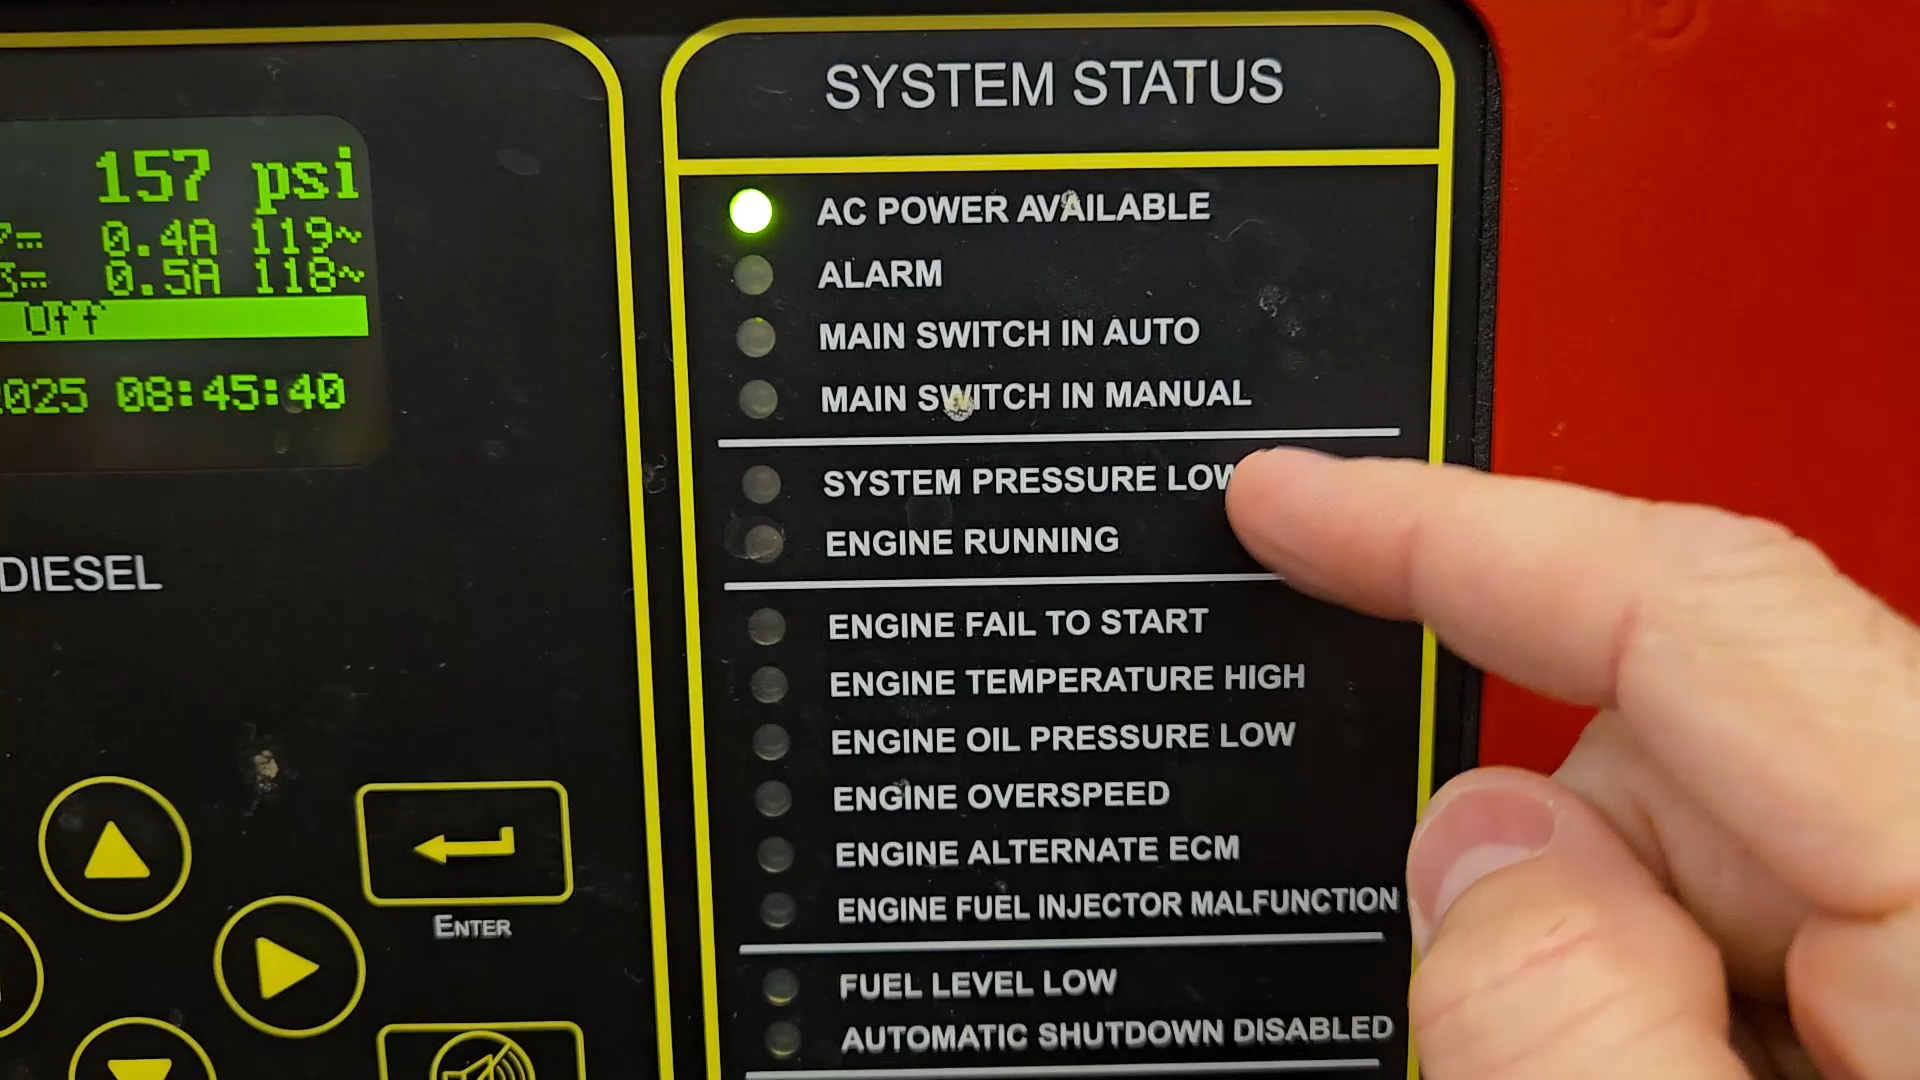 157 psi
0.4A 119~
0.5A 118~
Off
2025 08:45:40
DIESEL
ENTER
SYSTEM STATUS
AC POWER AVAILABLE
ALARM
MAIN SWITCH IN AUTO
MAIN SWITCH IN MANUAL
SYSTEM PRESSURE LOW
ENGINE RUNNING
ENGINE FAIL TO START
ENGINE TEMPERATURE HIGH
ENGINE OIL PRESSURE LOW
ENGINE OVERSPEED
ENGINE ALTERNATE ECM
ENGINE FUEL INJECTOR MALFUNCTION
FUEL LEVEL LOW
AUTOMATIC SHUTDOWN DISABLED